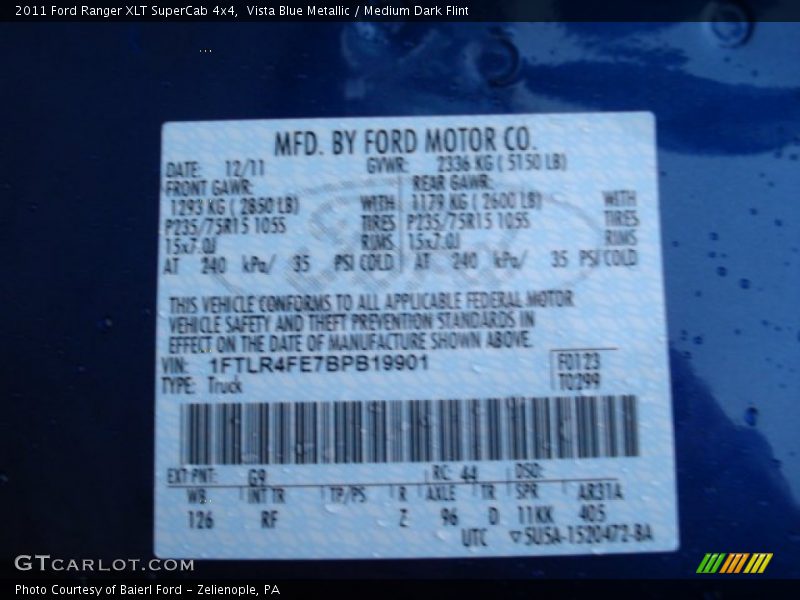 2011 Ford Ranger XLT SuperCab 4x4,  Vista Blue Metallic / Medium Dark Flint
MFD. BY FORD MOTOR CO.
DATE: 12/11 GVWR: 2336 KG ( 5150 LB)
FRONT GAWR: REAR GAWR:
1293 KG ( 2850 LB) WITH 1179 KG ( 2600 LB) WITH
P235/75R15 105S TIRES P235/75R15 105S TIRES
15x7.0J RIMS 15x7.0J RIMS
AT 240 kPa/ 35 PSI COLD AT 240 kPa/ 35 PSI COLD
THIS VEHICLE CONFORMS TO ALL APPLICABLE FEDERAL MOTOR
VEHICLE SAFETY AND THEFT PREVENTION STANDARDS IN
EFFECT ON THE DATE OF MANUFACTURE SHOWN ABOVE.
VIN: 1FTLR4FE7BPB19901 F0123
TYPE: Truck T0299
EXT PNT: G9 RC: 44 DSO:
WB INT TR TP/PS R AXLE TR SPR AR31A
126 RF Z 96 D 11KK 405
UTC ▽5U5A-1520472-BA
GTCARLOT.COM
Photo Courtesy of Baierl Ford - Zelienople, PA